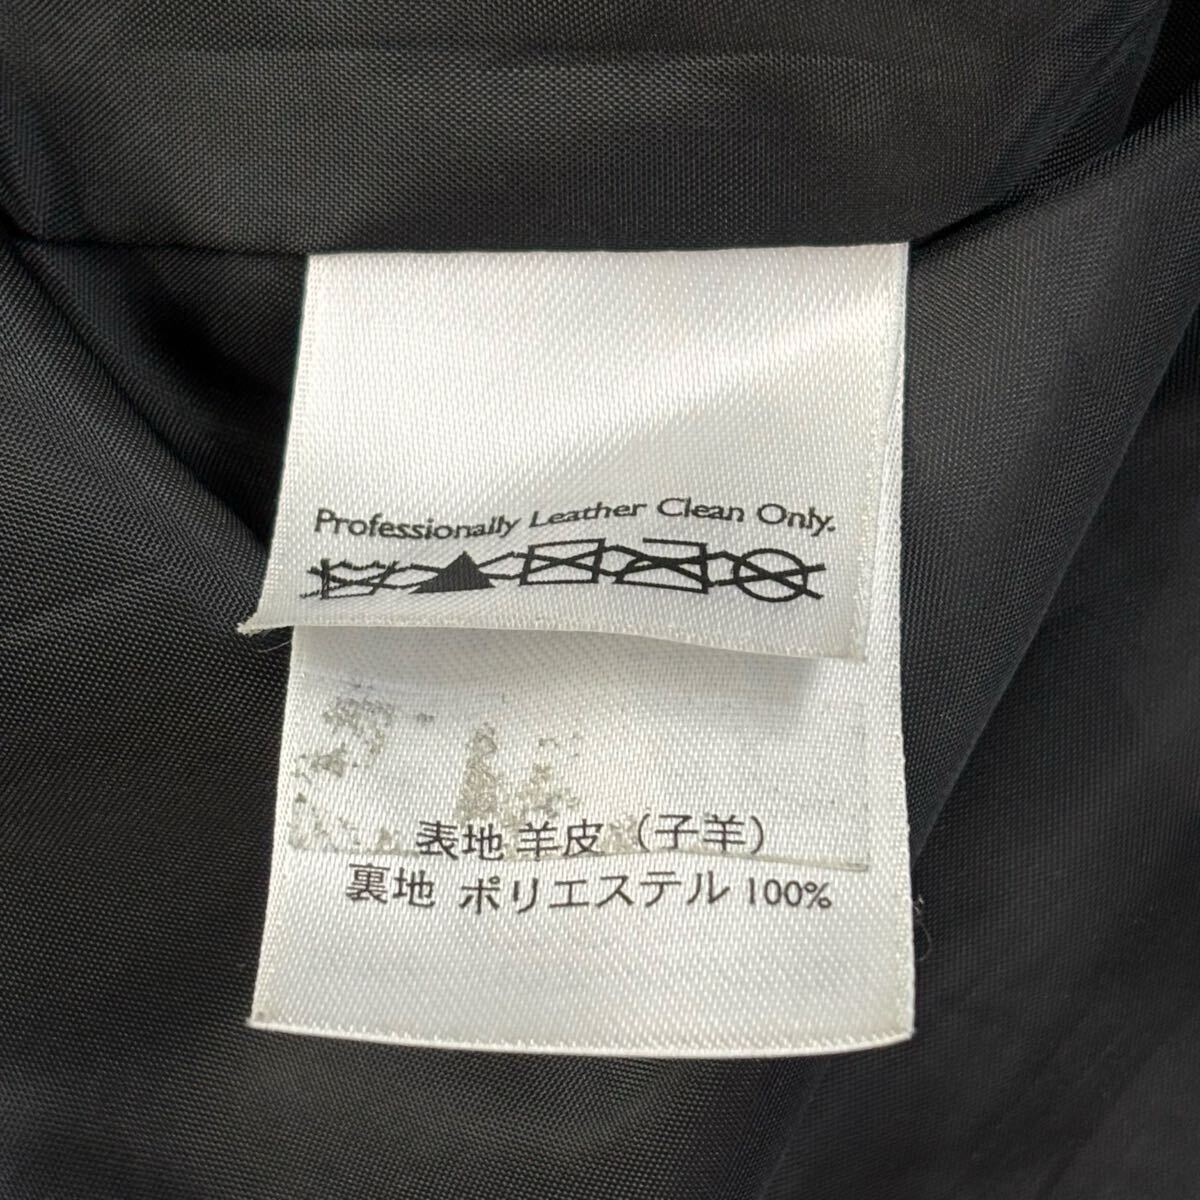 Professionally Leather Clean Only.
表地 羊皮（子羊）
裏地 ポリエステル 100%